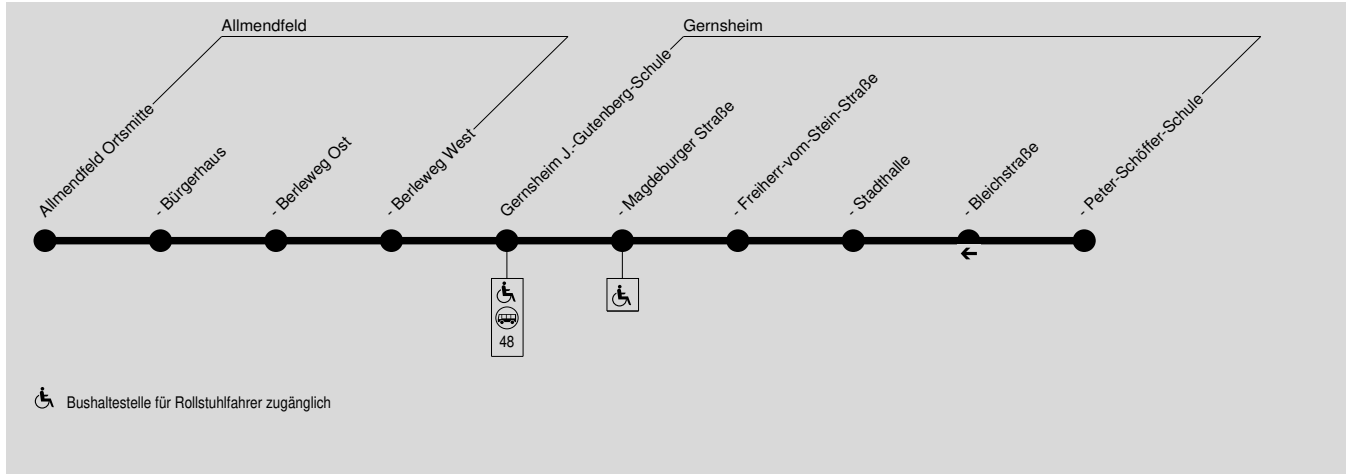 Allmendfeld
Gernsheim
Allmendfeld Ortsmitte
- Bürgerhaus
- Berleweg Ost
- Berleweg West
Gernsheim J.-Gutenberg-Schule
- Magdeburger Straße
- Freiherr-vom-Stein-Straße
- Stadthalle
- Bleichstraße
- Peter-Schöffer-Schule
48
Bushaltestelle für Rollstuhlfahrer zugänglich